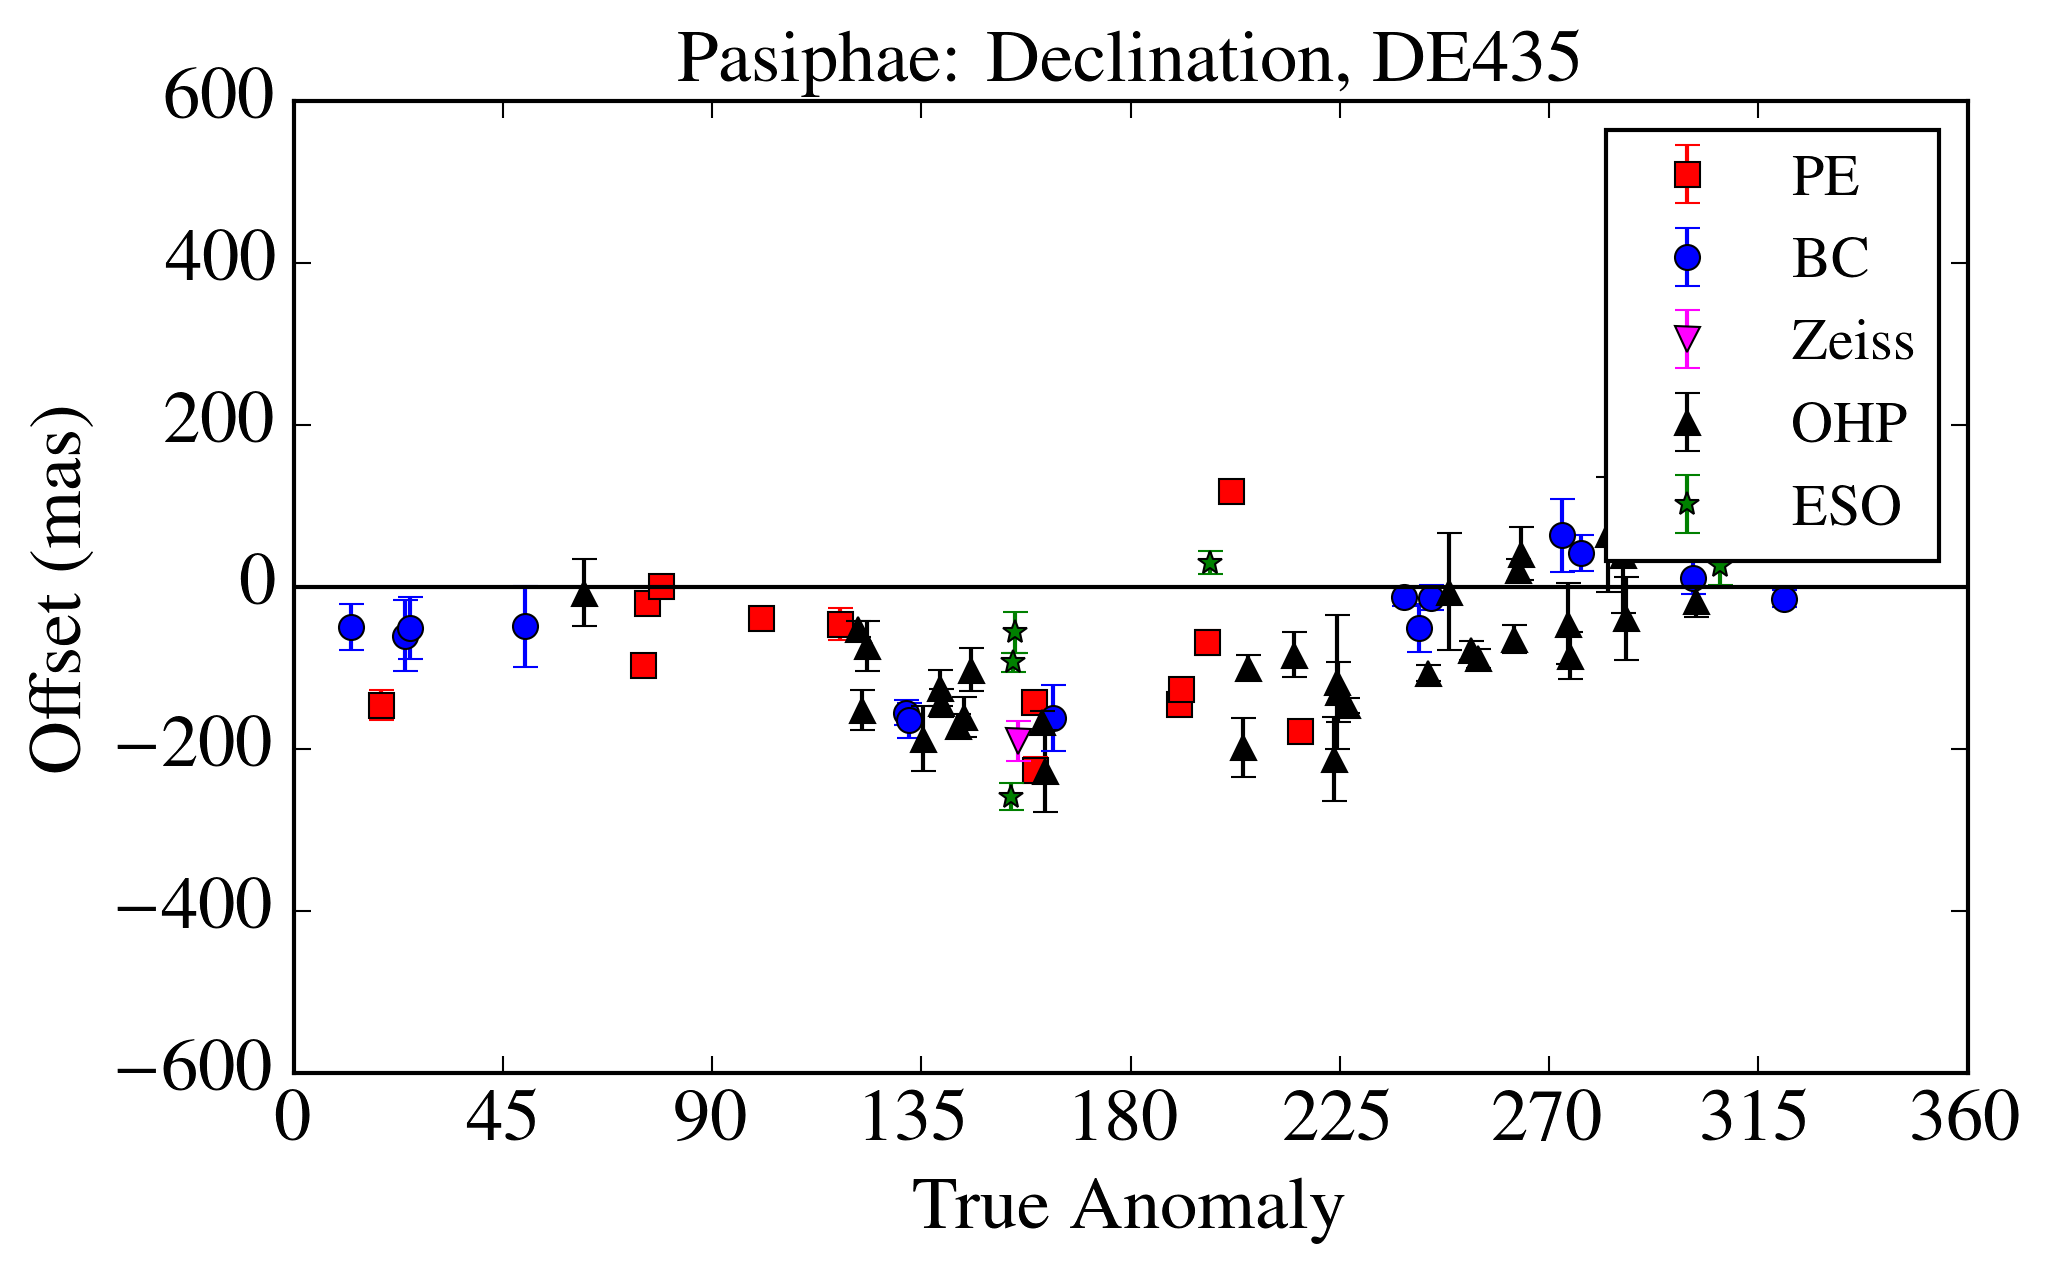 Pasiphae: Declination, DE435
600
400
200
0
−200
−400
−600
Offset (mas)
0 45 90 135 180 225 270 315 360
True Anomaly
PE
BC
Zeiss
OHP
ESO